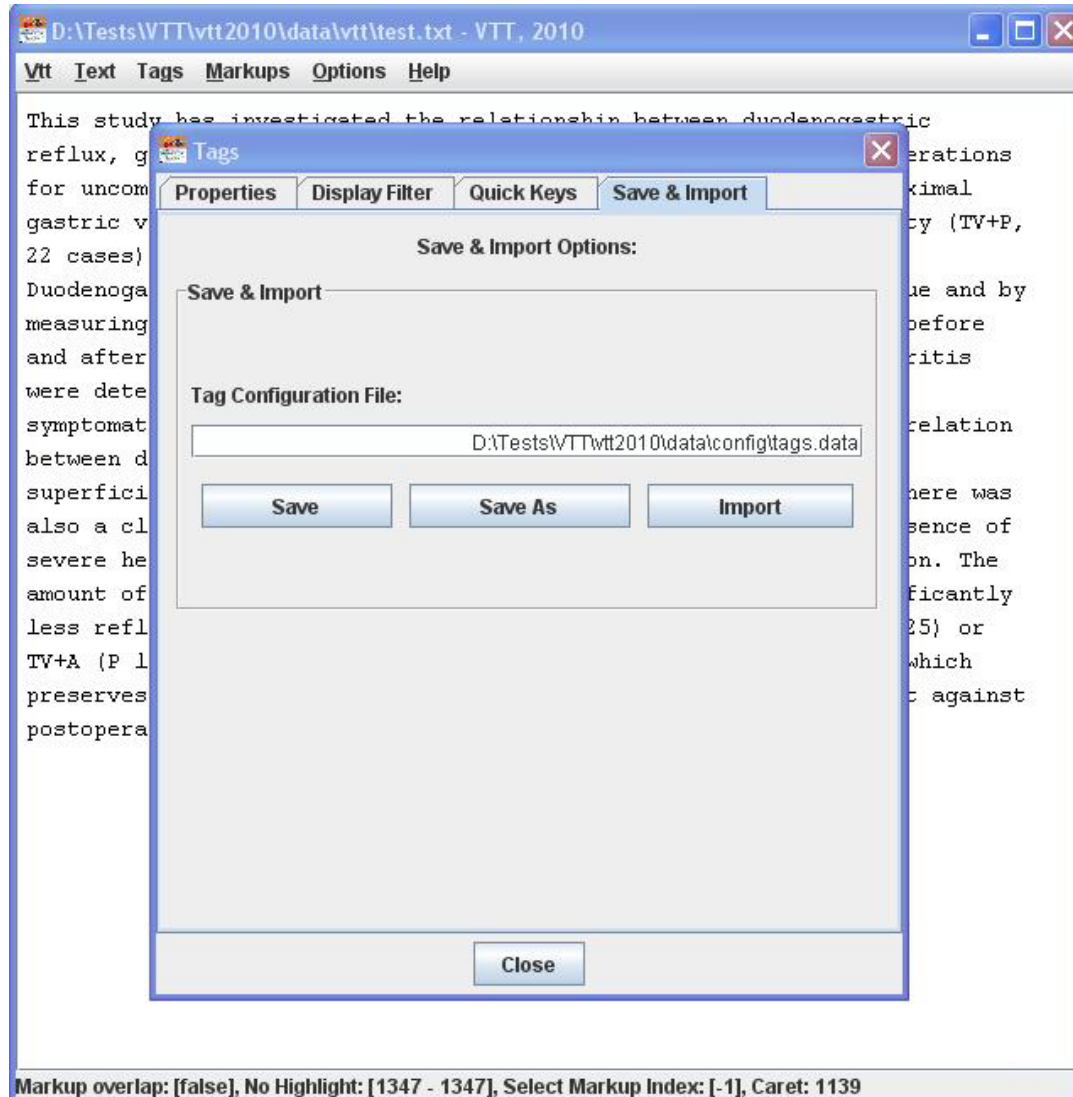 D:\Tests\VTT\vtt2010\data\vtt\test.txt - VTT, 2010
Vtt Text Tags Markups Options Help
This study has investigated the relationship between duodenogastric
reflux, g
erations
for uncom
ximal
gastric v
cy (TV+P,
22 cases)
Duodenoga
ue and by
measuring
before
and after
ritis
were dete
symptomat
relation
between d
superfici
here was
also a cl
sence of
severe he
on. The
amount of
ficantly
less refl
25) or
TV+A (P l
which
preserves
t against
postopera
Tags
Properties Display Filter Quick Keys Save & Import
Save & Import Options:
Save & Import
Tag Configuration File:
D:\Tests\VTT\vtt2010\data\config\tags.data
Save Save As Import
Close
Markup overlap: [false], No Highlight: [1347 - 1347], Select Markup Index: [-1], Caret: 1139